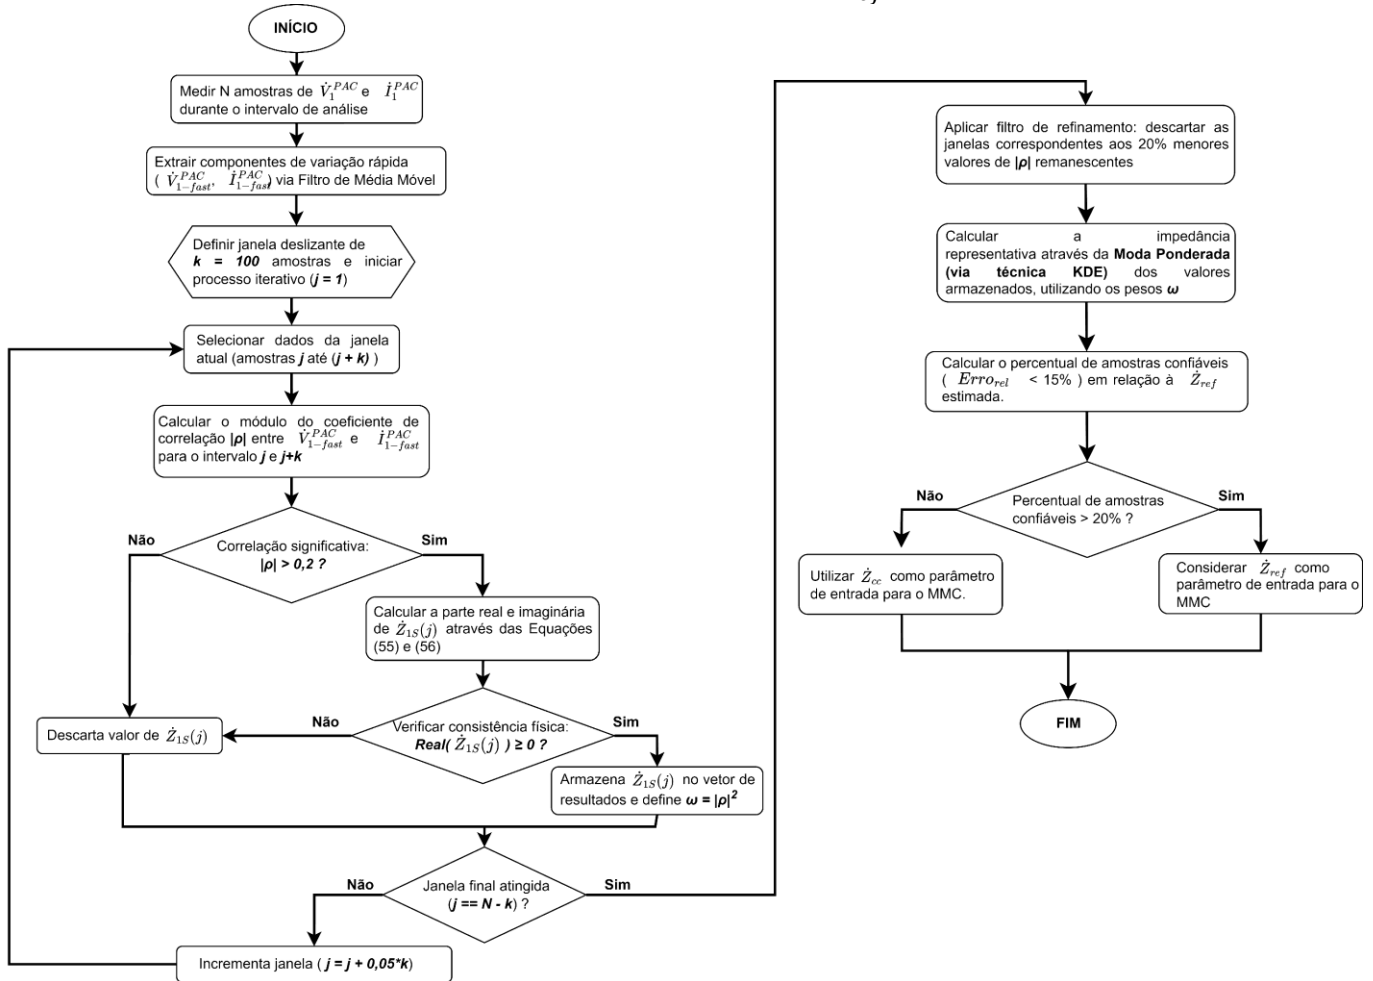 INÍCIO
Medir N amostras de V̇₁^PAC e İ₁^PAC
durante o intervalo de análise
Extrair componentes de variação rápida
( V̇₁₋fast^PAC, İ₁₋fast^PAC) via Filtro de Média Móvel
Definir janela deslizante de
k = 100 amostras e iniciar
processo iterativo (j = 1)
Selecionar dados da janela
atual (amostras j até (j + k) )
Calcular o módulo do coeficiente de
correlação |ρ| entre V̇₁₋fast^PAC e İ₁₋fast^PAC
para o intervalo j e j+k
Correlação significativa:
|ρ| > 0,2 ?
Não
Sim
Calcular a parte real e imaginária
de Ż₁S(j) através das Equações
(55) e (56)
Verificar consistência física:
Real( Ż₁S(j) ) ≥ 0 ?
Não
Sim
Descarta valor de Ż₁S(j)
Armazena Ż₁S(j) no vetor de
resultados e define ω = |ρ|²
Janela final atingida
(j == N - k) ?
Não
Sim
Incrementa janela ( j = j + 0,05*k)
Aplicar filtro de refinamento: descartar as
janelas correspondentes aos 20% menores
valores de |ρ| remanescentes
Calcular a impedância
representativa através da Moda Ponderada
(via técnica KDE) dos valores
armazenados, utilizando os pesos ω
Calcular o percentual de amostras confiáveis
( Erro_rel < 15% ) em relação à Ż_ref
estimada.
Percentual de amostras
confiáveis > 20% ?
Não
Sim
Utilizar Ż_cc como parâmetro
de entrada para o MMC.
Considerar Ż_ref como
parâmetro de entrada para o
MMC
FIM